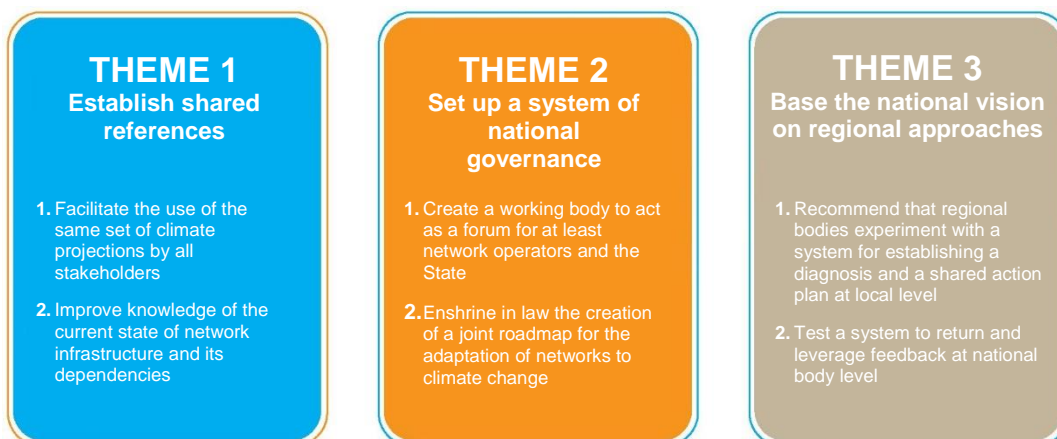 THEME 1
Establish shared
references
1. Facilitate the use of the
same set of climate
projections by all
stakeholders
2. Improve knowledge of the
current state of network
infrastructure and its
dependencies
THEME 2
Set up a system of
national
governance
1. Create a working body to act
as a forum for at least
network operators and the
State
2. Enshrine in law the creation
of a joint roadmap for the
adaptation of networks to
climate change
THEME 3
Base the national vision
on regional approaches
1. Recommend that regional
bodies experiment with a
system for establishing a
diagnosis and a shared action
plan at local level
2. Test a system to return and
leverage feedback at national
body level